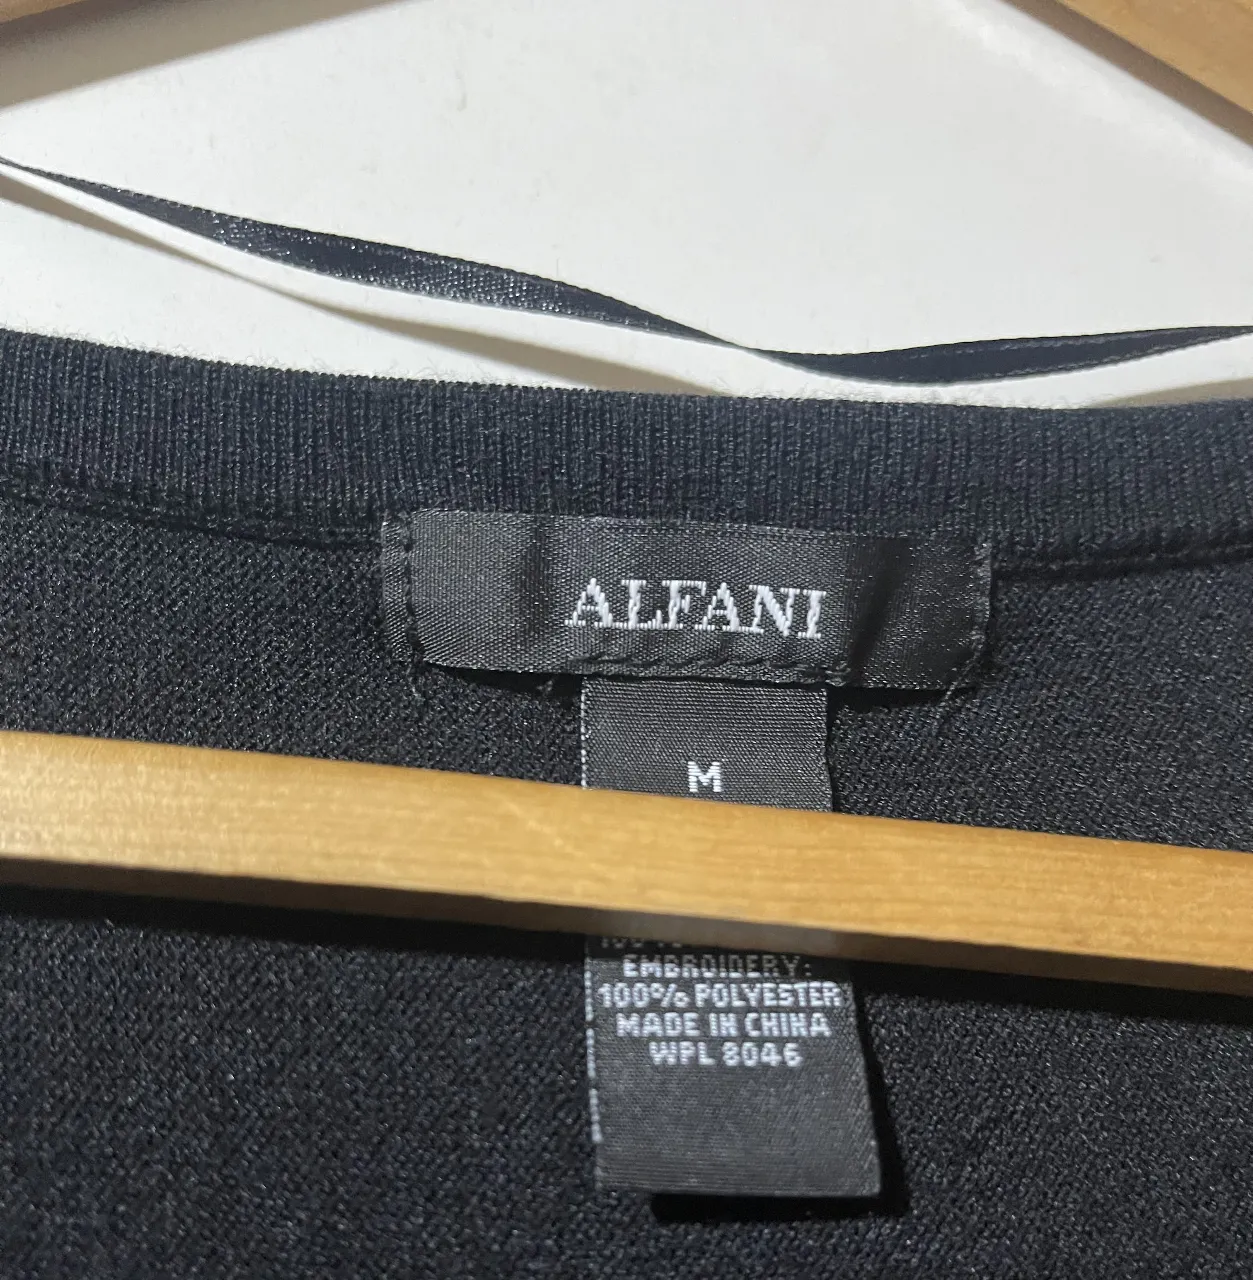 ALFANI
M
EMBROIDERY:
100% POLYESTER
MADE IN CHINA
WPL 8046